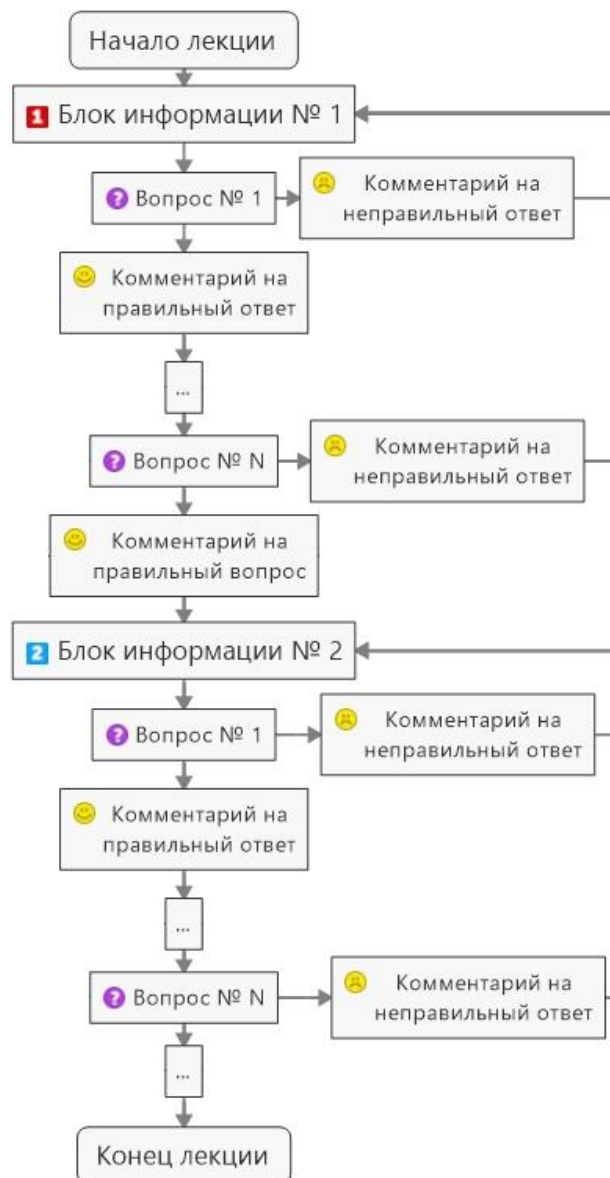 Начало лекции
1 Блок информации № 1
? Вопрос № 1
Комментарий на
неправильный ответ
Комментарий на
правильный ответ
...
? Вопрос № N
Комментарий на
неправильный ответ
Комментарий на
правильный вопрос
2 Блок информации № 2
? Вопрос № 1
Комментарий на
неправильный ответ
Комментарий на
правильный ответ
...
? Вопрос № N
Комментарий на
неправильный ответ
...
Конец лекции